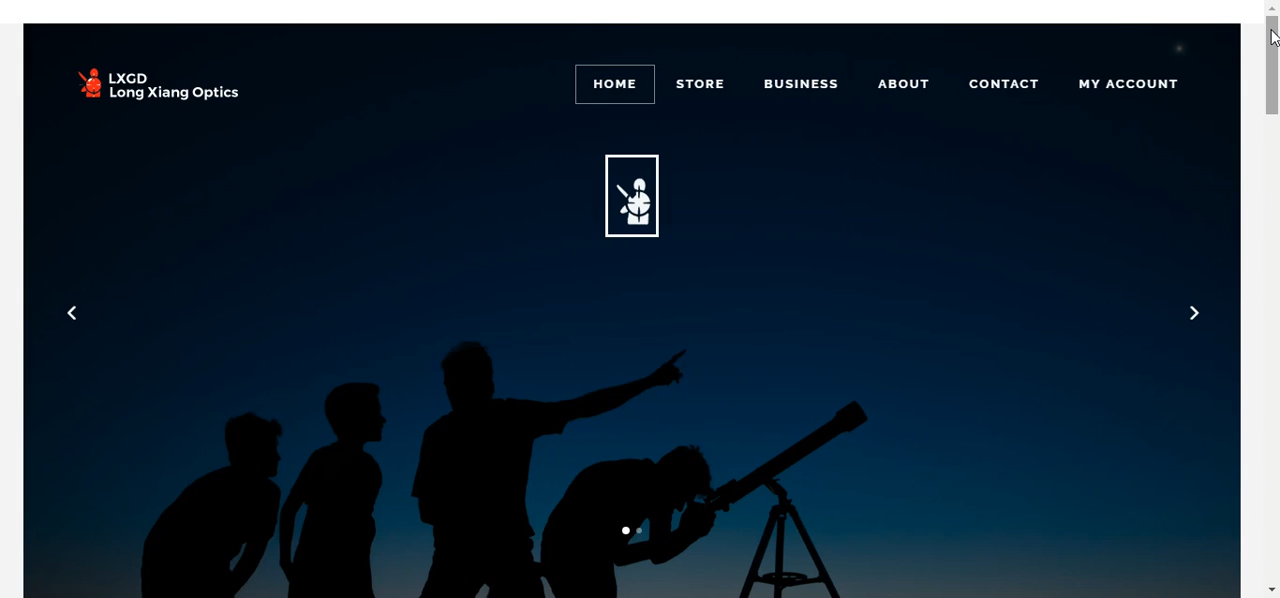 LXGD
Long Xiang Optics
HOME STORE BUSINESS ABOUT CONTACT MY ACCOUNT